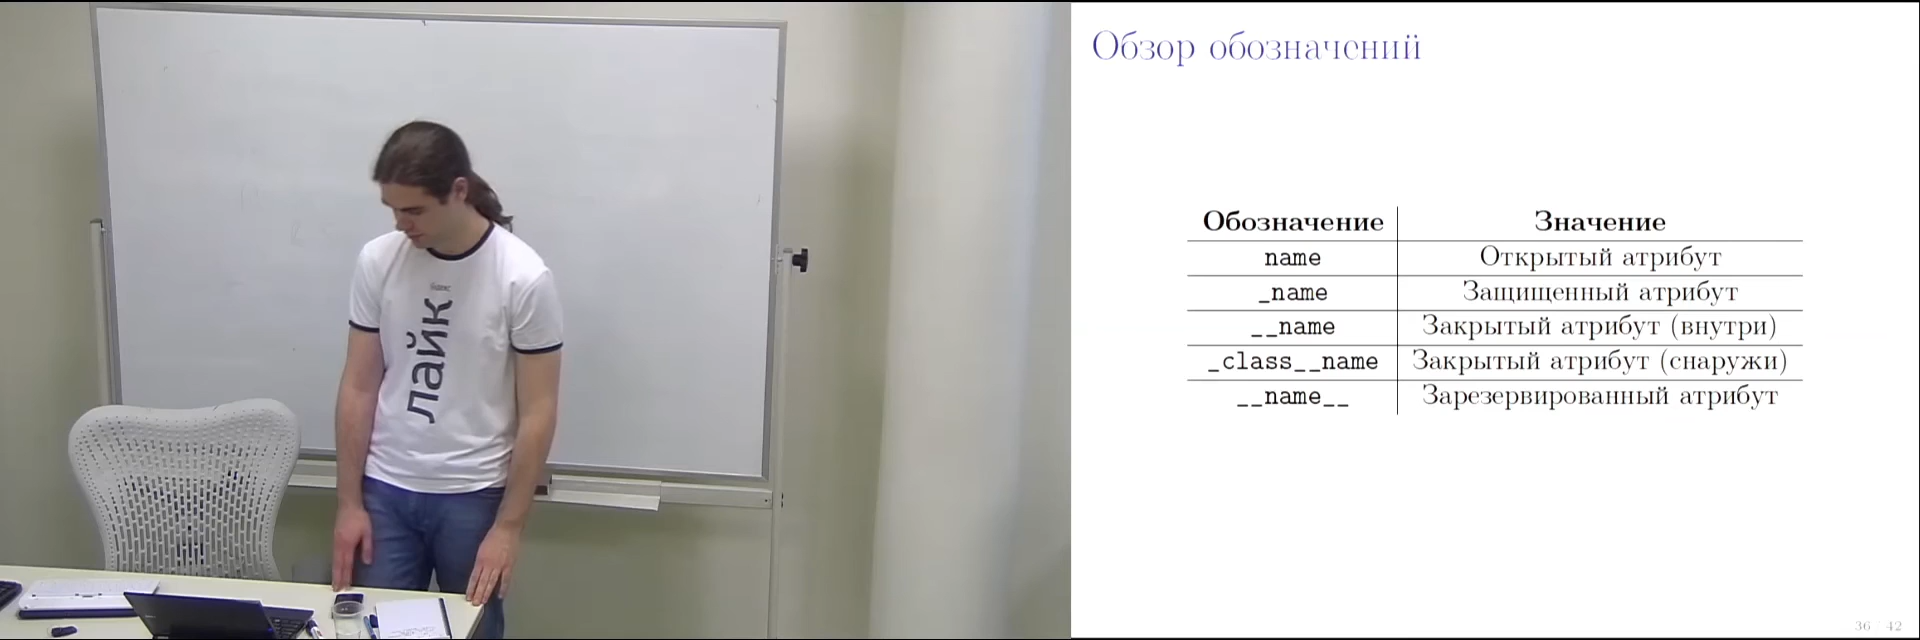 Яндекс
лайк
Обзор обозначений
Обозначение Значение
name Открытый атрибут
_name Защищенный атрибут
__name Закрытый атрибут (внутри)
_class__name Закрытый атрибут (снаружи)
__name__ Зарезервированный атрибут
36 / 42